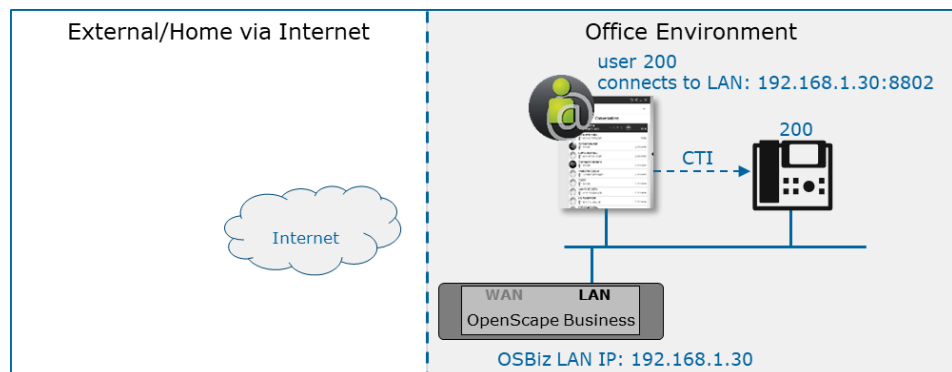 External/Home via Internet
Office Environment
user 200
connects to LAN: 192.168.1.30:8802
@
200
CTI
Internet
WAN
LAN
OpenScape Business
OSBiz LAN IP: 192.168.1.30